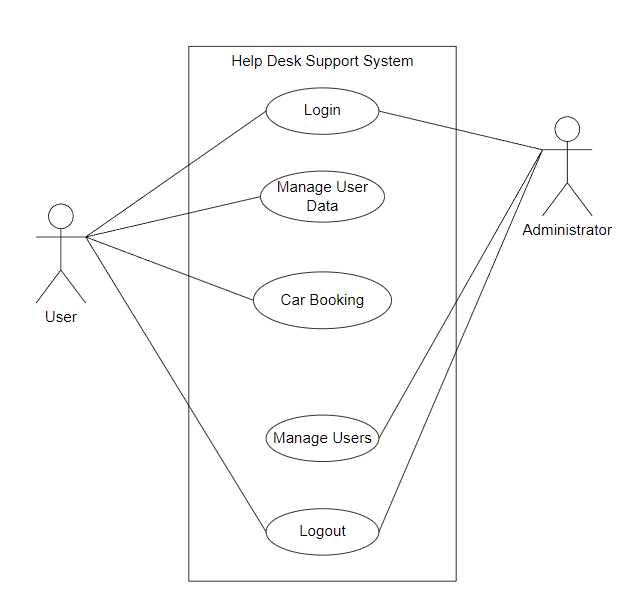 Help Desk Support System
Login
Manage User
Data
Administrator
Car Booking
User
Manage Users
Logout